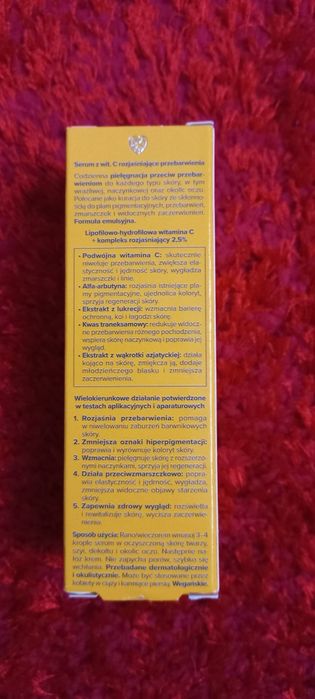 Serum z wit. C rozjaśniające przebarwienia
Codzienna pielęgnacja przeciw przebar-
wieniom do każdego typu skóry, w tym
wrażliwej, naczynkowej oraz okolic oczu.
Polecane jako kuracja do skóry ze skłonno-
ścią do plam pigmentacyjnych, przebarwień,
zmarszczek i widocznych zaczerwienień.
Formuła emulsyjna.
Lipofilowo-hydrofilowa witamina C
+ kompleks rozjaśniający 2,5%
• Podwójna witamina C: skutecznie
niweluje przebarwienia, zwiększa ela-
styczność i jędrność skóry, wygładza
zmarszczki i linie.
• Alfa-arbutyna: rozjaśnia istniejące pla-
my pigmentacyjne, ujednolica koloryt,
sprzyja regeneracji skóry.
• Ekstrakt z lukrecji: wzmacnia barierę
ochronną, koi i łagodzi skórę.
• Kwas traneksamowy: redukuje widocz-
ne przebarwienia różnego pochodzenia,
wspiera skórę naczynkową i poprawia jej
wygląd.
• Ekstrakt z wąkrotki azjatyckiej: działa
kojąco na skórę, zmiękcza ją, dodaje
młodzieńczego blasku i zmniejsza
zaczerwienienia.
Wielokierunkowe działanie potwierdzone
w testach aplikacyjnych i aparaturowych
1. Rozjaśnia przebarwienia: pomaga
w niwelowaniu zaburzeń barwnikowych
skóry.
2. Zmniejsza oznaki hiperpigmentacji:
poprawia i wyrównuje koloryt skóry.
3. Wzmacnia: pielęgnuje skórę z rozszerzo-
nymi naczynkami, sprzyja jej regeneracji.
4. Działa przeciwzmarszczkowo: popra-
wia elastyczność i jędrność, wygładza,
zmniejsza widoczne objawy starzenia
skóry.
5. Zapewnia zdrowy wygląd: rozświetla
i rewitalizuje skórę, wycisza zaczerwie-
nienia.
Sposób użycia: Rano/wieczorem wmasuj 3-4
krople serum w oczyszczoną skórę twarzy,
szyi, dekoltu i okolic oczu. Następnie na-
łóż krem. Nie zapycha porów, szybko się
wchłania. Przebadane dermatologicznie
i okulistycznie. Może być stosowane przez
kobiety w ciąży i karmiące piersią. Wegańskie.